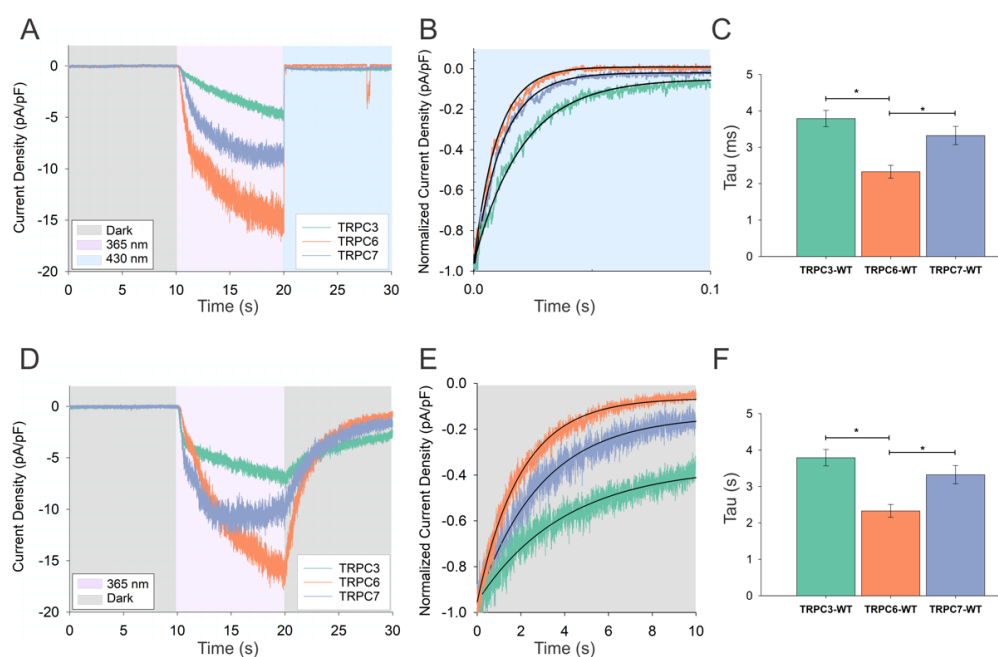 A
Current Density (pA/pF)
0
-5
-10
-15
-20
Dark
365 nm
430 nm
TRPC3
TRPC6
TRPC7
0 5 10 15 20 25 30
Time (s)
B
Normalized Current Density (pA/pF)
0.0
-0.2
-0.4
-0.6
-0.8
-1.0
0.0 0.1
Time (s)
C
Tau (ms)
5
4
3
2
1
0
* *
TRPC3-WT TRPC6-WT TRPC7-WT
D
Current Density (pA/pF)
0
-5
-10
-15
-20
365 nm
Dark
TRPC3
TRPC6
TRPC7
0 5 10 15 20 25 30
Time (s)
E
Normalized Current Density (pA/pF)
0.0
-0.2
-0.4
-0.6
-0.8
-1.0
0 2 4 6 8 10
Time (s)
F
Tau (s)
5
4
3
2
1
0
* *
TRPC3-WT TRPC6-WT TRPC7-WT